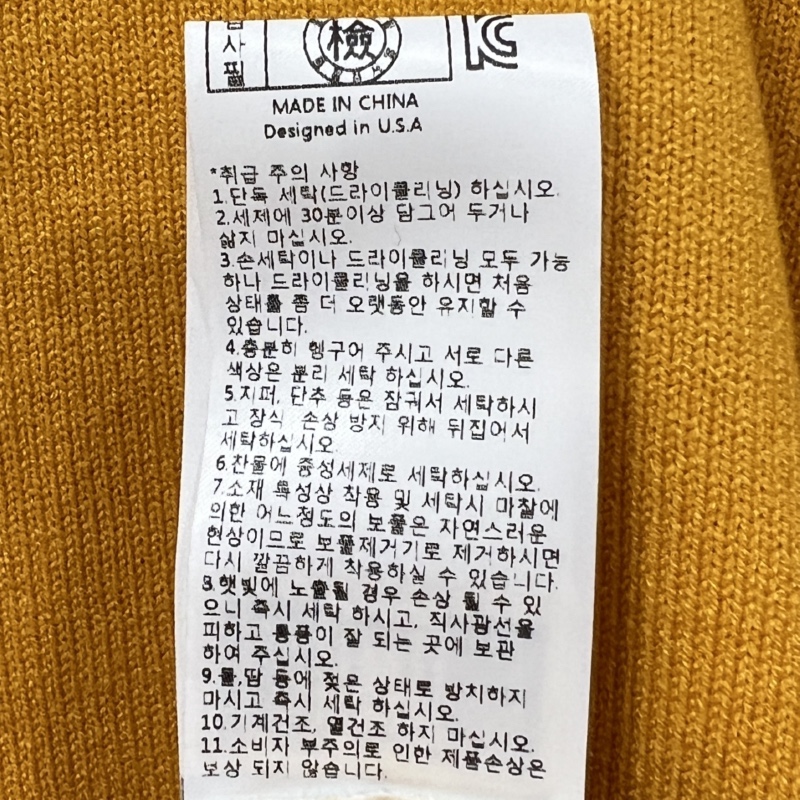 검사필
檢
KC
MADE IN CHINA
Designed in U.S.A
*취급 주의 사항
1.단독 세탁(드라이클리닝) 하십시오.
2.세제에 30분이상 담그어 두거나
삶지 마십시오.
3.손세탁이나 드라이클리닝 모두 가능
하나 드라이클리닝을 하시면 처음
상태를 좀 더 오랫동안 유지할 수
있습니다.
4.충분히 헹구어 주시고 서로 다른
색상은 분리 세탁 하십시오.
5.지퍼, 단추 등은 잠궈서 세탁하시
고 장식 손상 방지 위해 뒤집어서
세탁하십시오.
6.찬물에 중성세제로 세탁하십시오.
7.소재 특성상 착용 및 세탁시 마찰에
의한 어느정도의 보풀은 자연스러운
현상이므로 보풀제거기로 제거하시면
다시 깔끔하게 착용하실 수 있습니다.
8.햇빛에 노출될 경우 손상 될 수 있
으니 즉시 세탁 하시고, 직사광선을
피하고 통풍이 잘 되는 곳에 보관
하여 주십시오.
9.물,땀 등에 젖은 상태로 방치하지
마시고 즉시 세탁 하십시오.
10.기계건조, 열건조 하지 마십시오.
11.소비자 부주의로 인한 제품손상은
보상 되지 않습니다.